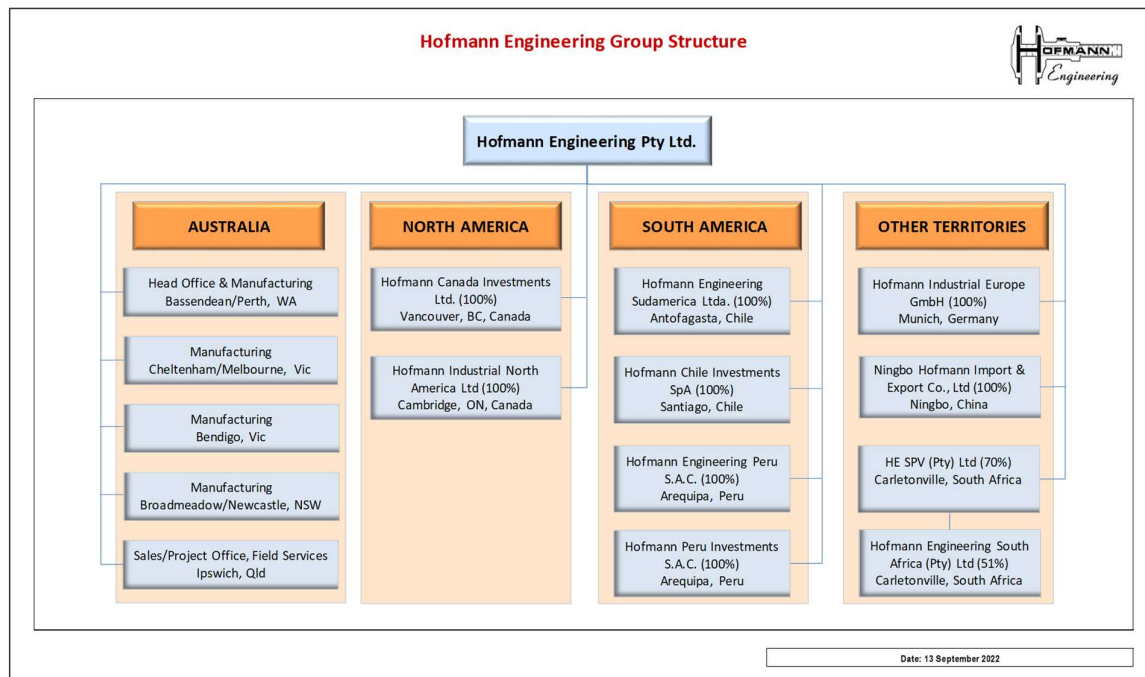 Hofmann Engineering Group Structure
HOFMANN
Engineering
Hofmann Engineering Pty Ltd.
AUSTRALIA
Head Office & Manufacturing
Bassendean/Perth, WA
Manufacturing
Cheltenham/Melbourne, Vic
Manufacturing
Bendigo, Vic
Manufacturing
Broadmeadow/Newcastle, NSW
Sales/Project Office, Field Services
Ipswich, Qld
NORTH AMERICA
Hofmann Canada Investments
Ltd. (100%)
Vancouver, BC, Canada
Hofmann Industrial North
America Ltd (100%)
Cambridge, ON, Canada
SOUTH AMERICA
Hofmann Engineering
Sudamerica Ltda. (100%)
Antofagasta, Chile
Hofmann Chile Investments
SpA (100%)
Santiago, Chile
Hofmann Engineering Peru
S.A.C. (100%)
Arequipa, Peru
Hofmann Peru Investments
S.A.C. (100%)
Arequipa, Peru
OTHER TERRITORIES
Hofmann Industrial Europe
GmbH (100%)
Munich, Germany
Ningbo Hofmann Import &
Export Co., Ltd (100%)
Ningbo, China
HE SPV (Pty) Ltd (70%)
Carletonville, South Africa
Hofmann Engineering South
Africa (Pty) Ltd (51%)
Carletonville, South Africa
Date: 13 September 2022